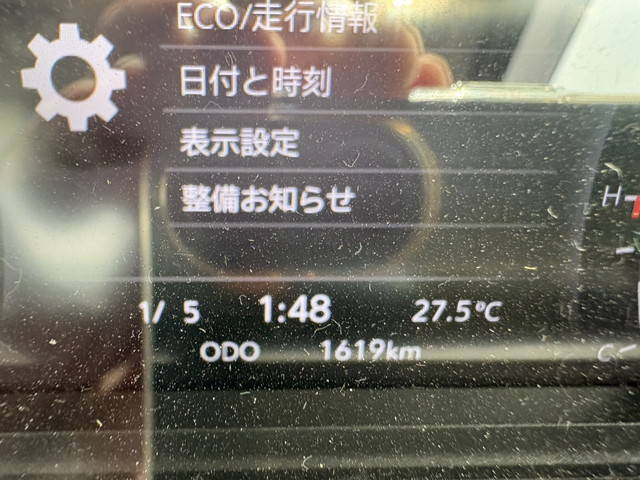 ECO/走行情報
日付と時刻
表示設定
整備お知らせ
H
1/ 5 1:48 27.5℃
ODO 1619km
C